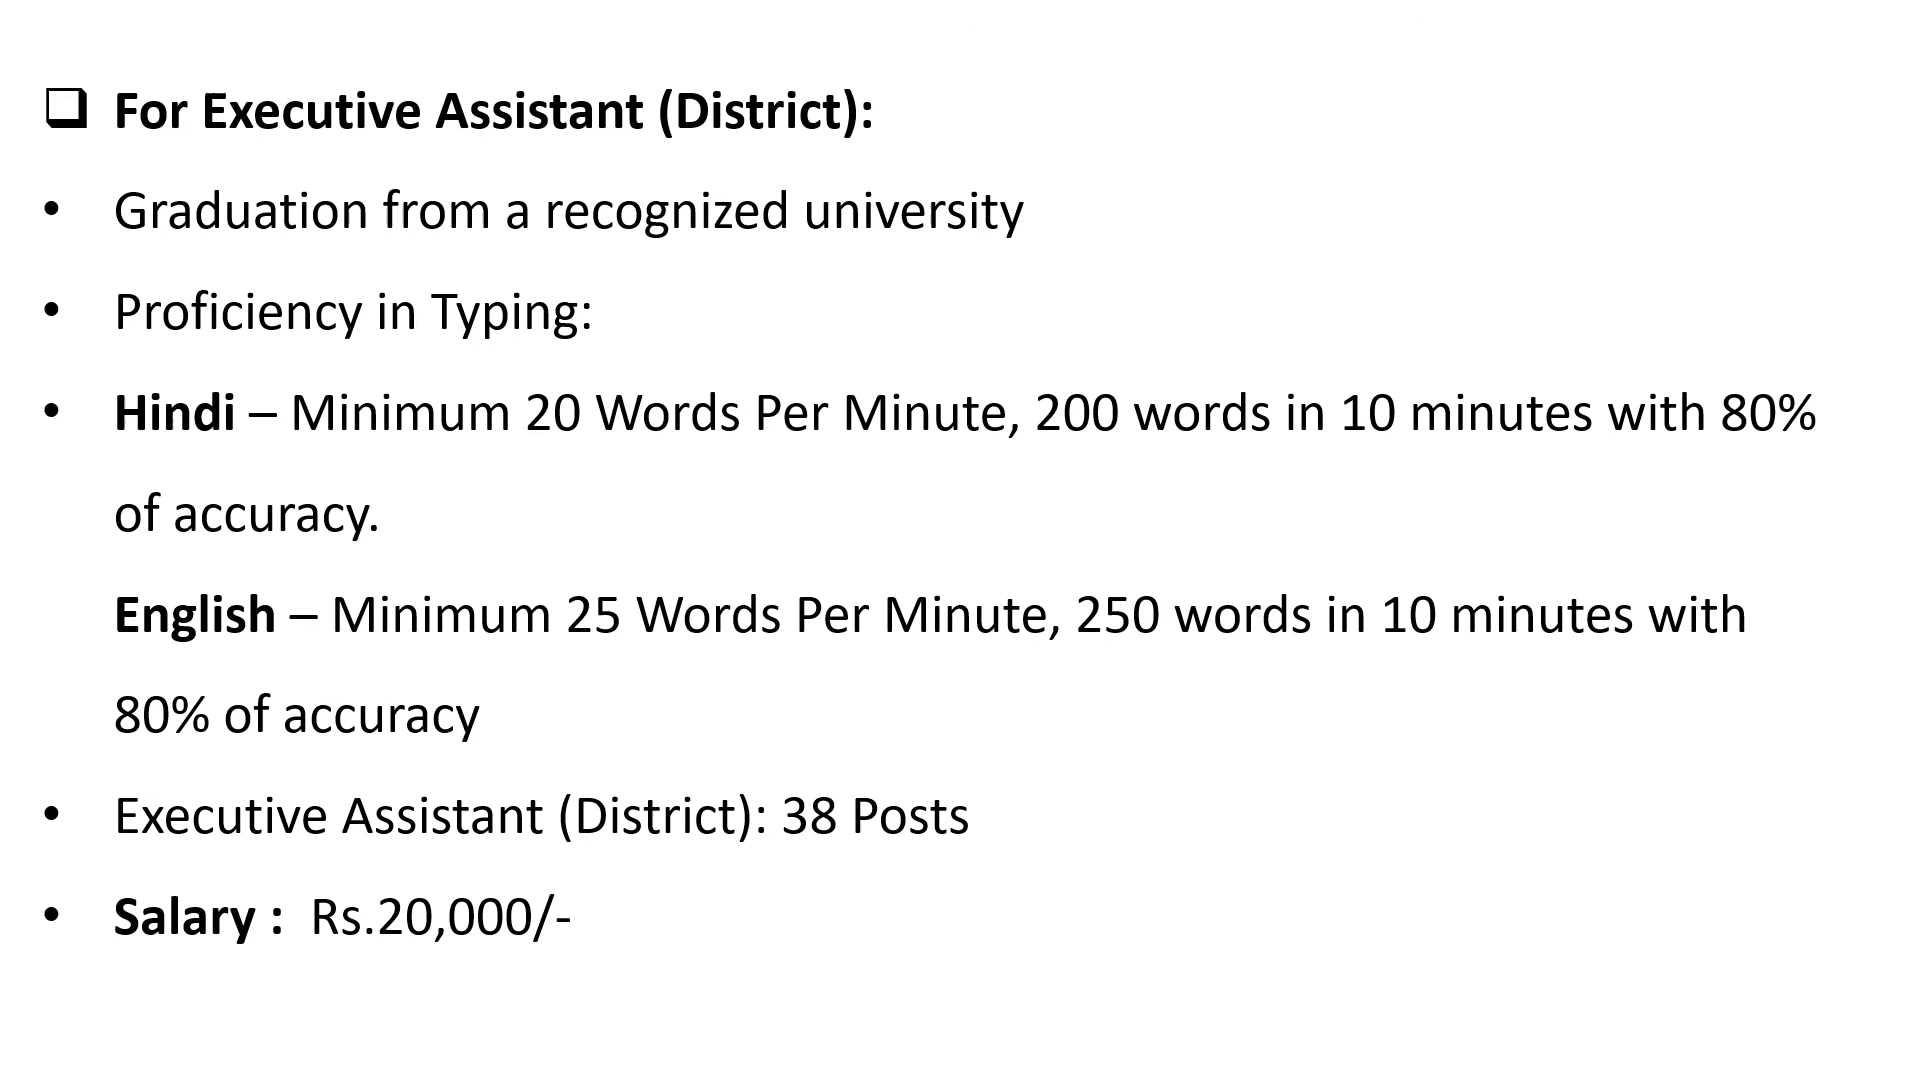 ❑ For Executive Assistant (District):
• Graduation from a recognized university
• Proficiency in Typing:
• Hindi – Minimum 20 Words Per Minute, 200 words in 10 minutes with 80%
of accuracy.
English – Minimum 25 Words Per Minute, 250 words in 10 minutes with
80% of accuracy
• Executive Assistant (District): 38 Posts
• Salary :  Rs.20,000/-